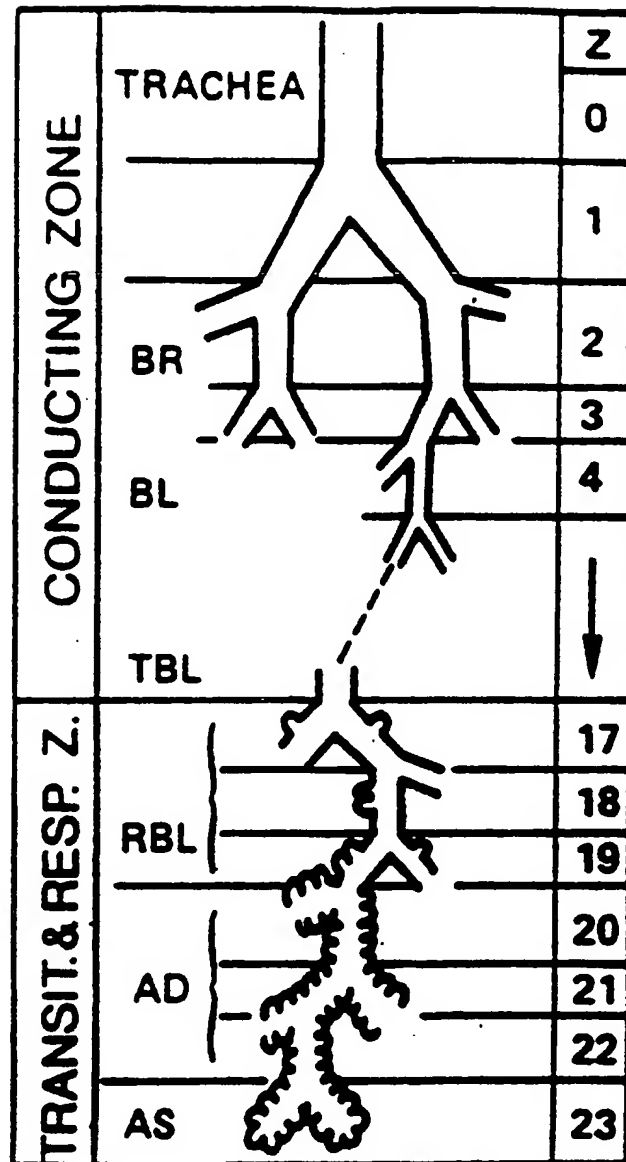 CONDUCTING ZONE
TRANSIT. & RESP. Z.
Z
TRACHEA
0
1
BR
2
3
BL
4
TBL
17
18
RBL
19
20
AD
21
22
AS
23